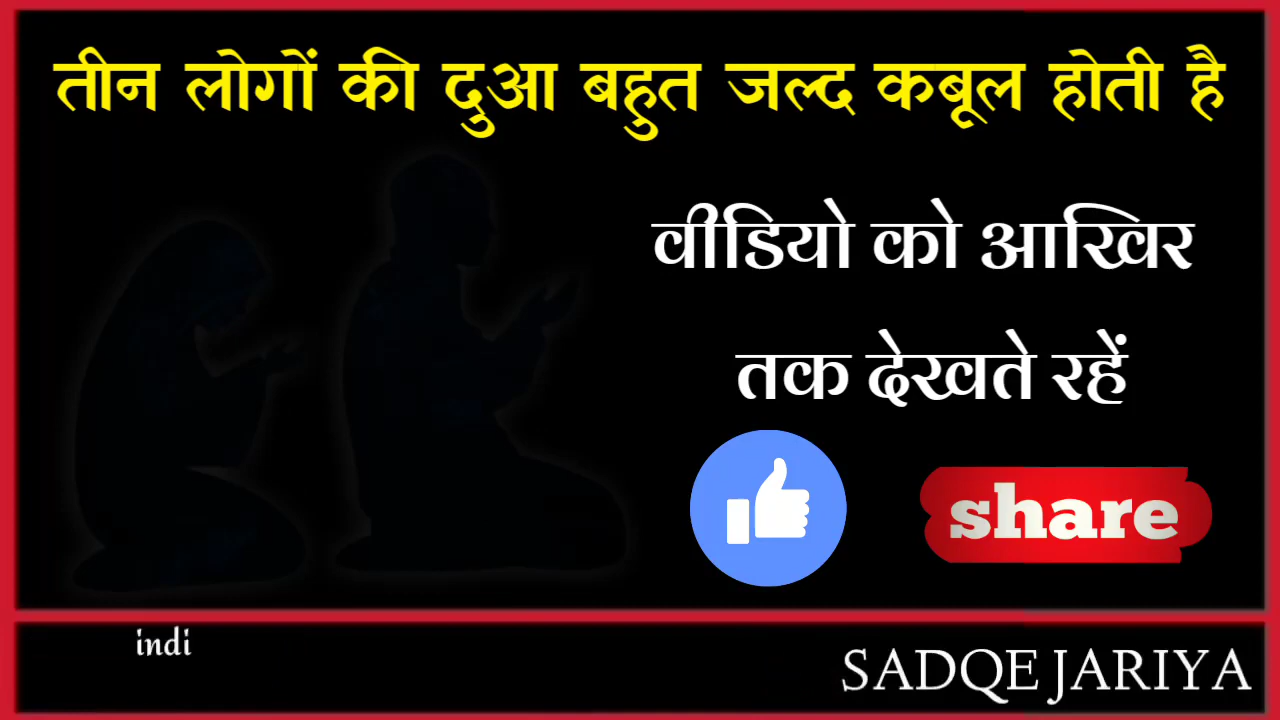 तीन लोगों की दुआ बहुत जल्द कबूल होती है
वीडियो को आखिर
तक देखते रहें
share
indi
SADQE JARIYA